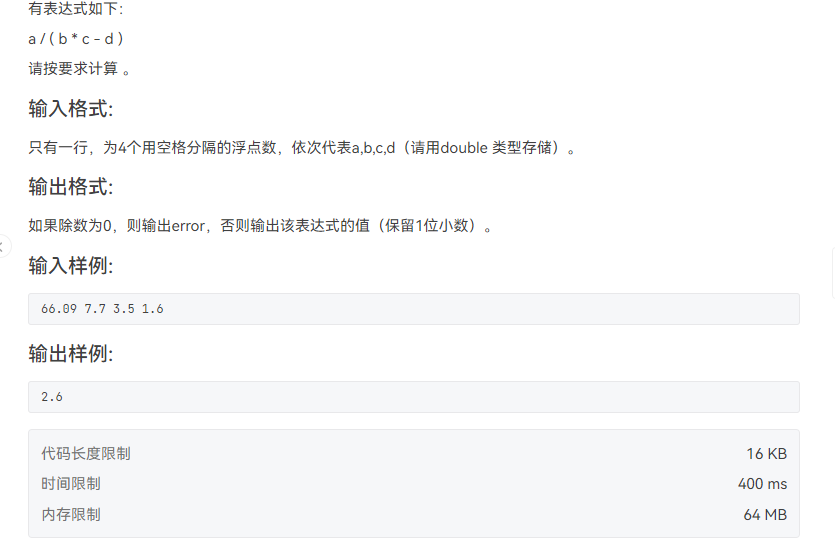 有表达式如下:
a / ( b * c - d )
请按要求计算 。
输入格式:
只有一行，为4个用空格分隔的浮点数，依次代表a,b,c,d（请用double 类型存储）。
输出格式:
如果除数为0，则输出error，否则输出该表达式的值（保留1位小数）。
输入样例:
66.09 7.7 3.5 1.6
输出样例:
2.6
代码长度限制 16 KB
时间限制 400 ms
内存限制 64 MB